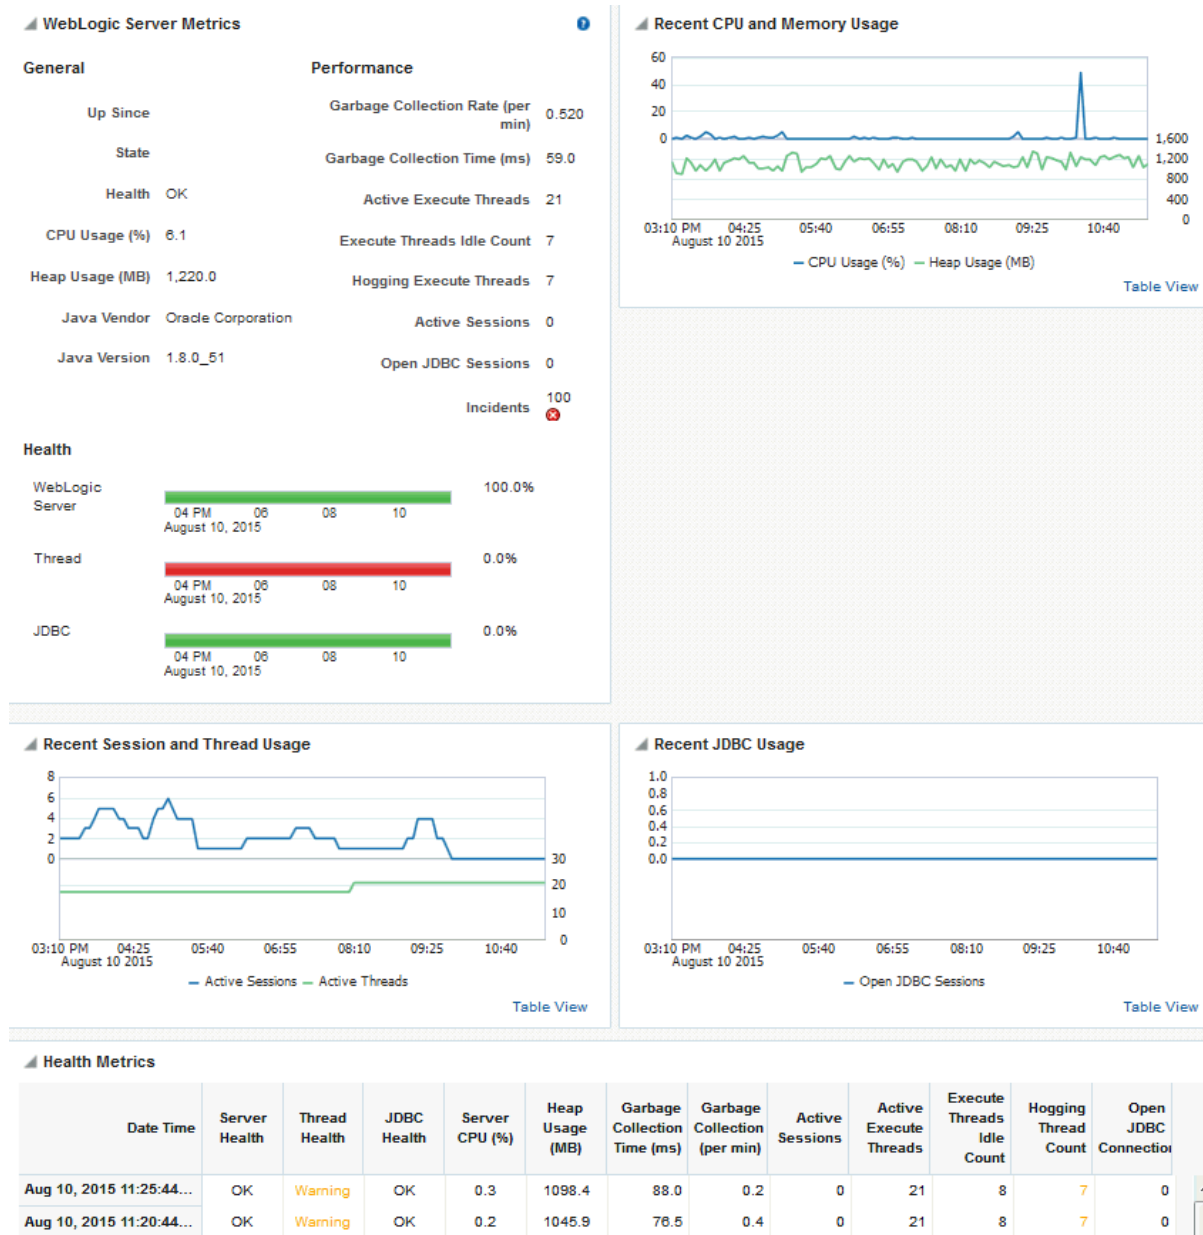 WebLogic Server Metrics
General
Performance
Up Since
State
Health OK
CPU Usage (%) 6.1
Heap Usage (MB) 1,220.0
Java Vendor Oracle Corporation
Java Version 1.8.0_51
Garbage Collection Rate (per
min) 0.520
Garbage Collection Time (ms) 59.0
Active Execute Threads 21
Execute Threads Idle Count 7
Hogging Execute Threads 7
Active Sessions 0
Open JDBC Sessions 0
Incidents 100
Health
WebLogic
Server
100.0%
04 PM 06 08 10
August 10, 2015
Thread
0.0%
04 PM 06 08 10
August 10, 2015
JDBC
0.0%
04 PM 06 08 10
August 10, 2015
Recent CPU and Memory Usage
60
40
20
0
1,600
1,200
800
400
0
03:10 PM 04:25 05:40 06:55 08:10 09:25 10:40
August 10 2015
CPU Usage (%) Heap Usage (MB)
Table View
Recent Session and Thread Usage
8
6
4
2
0
30
20
10
0
03:10 PM 04:25 05:40 06:55 08:10 09:25 10:40
August 10 2015
Active Sessions Active Threads
Table View
Recent JDBC Usage
1.0
0.8
0.6
0.4
0.2
0.0
03:10 PM 04:25 05:40 06:55 08:10 09:25 10:40
August 10 2015
Open JDBC Sessions
Table View
Health Metrics
Date Time
Server
Health
Thread
Health
JDBC
Health
Server
CPU (%)
Heap
Usage
(MB)
Garbage
Collection
Time (ms)
Garbage
Collection
(per min)
Active
Sessions
Active
Execute
Threads
Execute
Threads
Idle
Count
Hogging
Thread
Count
Open
JDBC
Connection
Aug 10, 2015 11:25:44... OK Warning OK 0.3 1098.4 88.0 0.2 0 21 8 7 0
Aug 10, 2015 11:20:44... OK Warning OK 0.2 1045.9 76.5 0.4 0 21 8 7 0